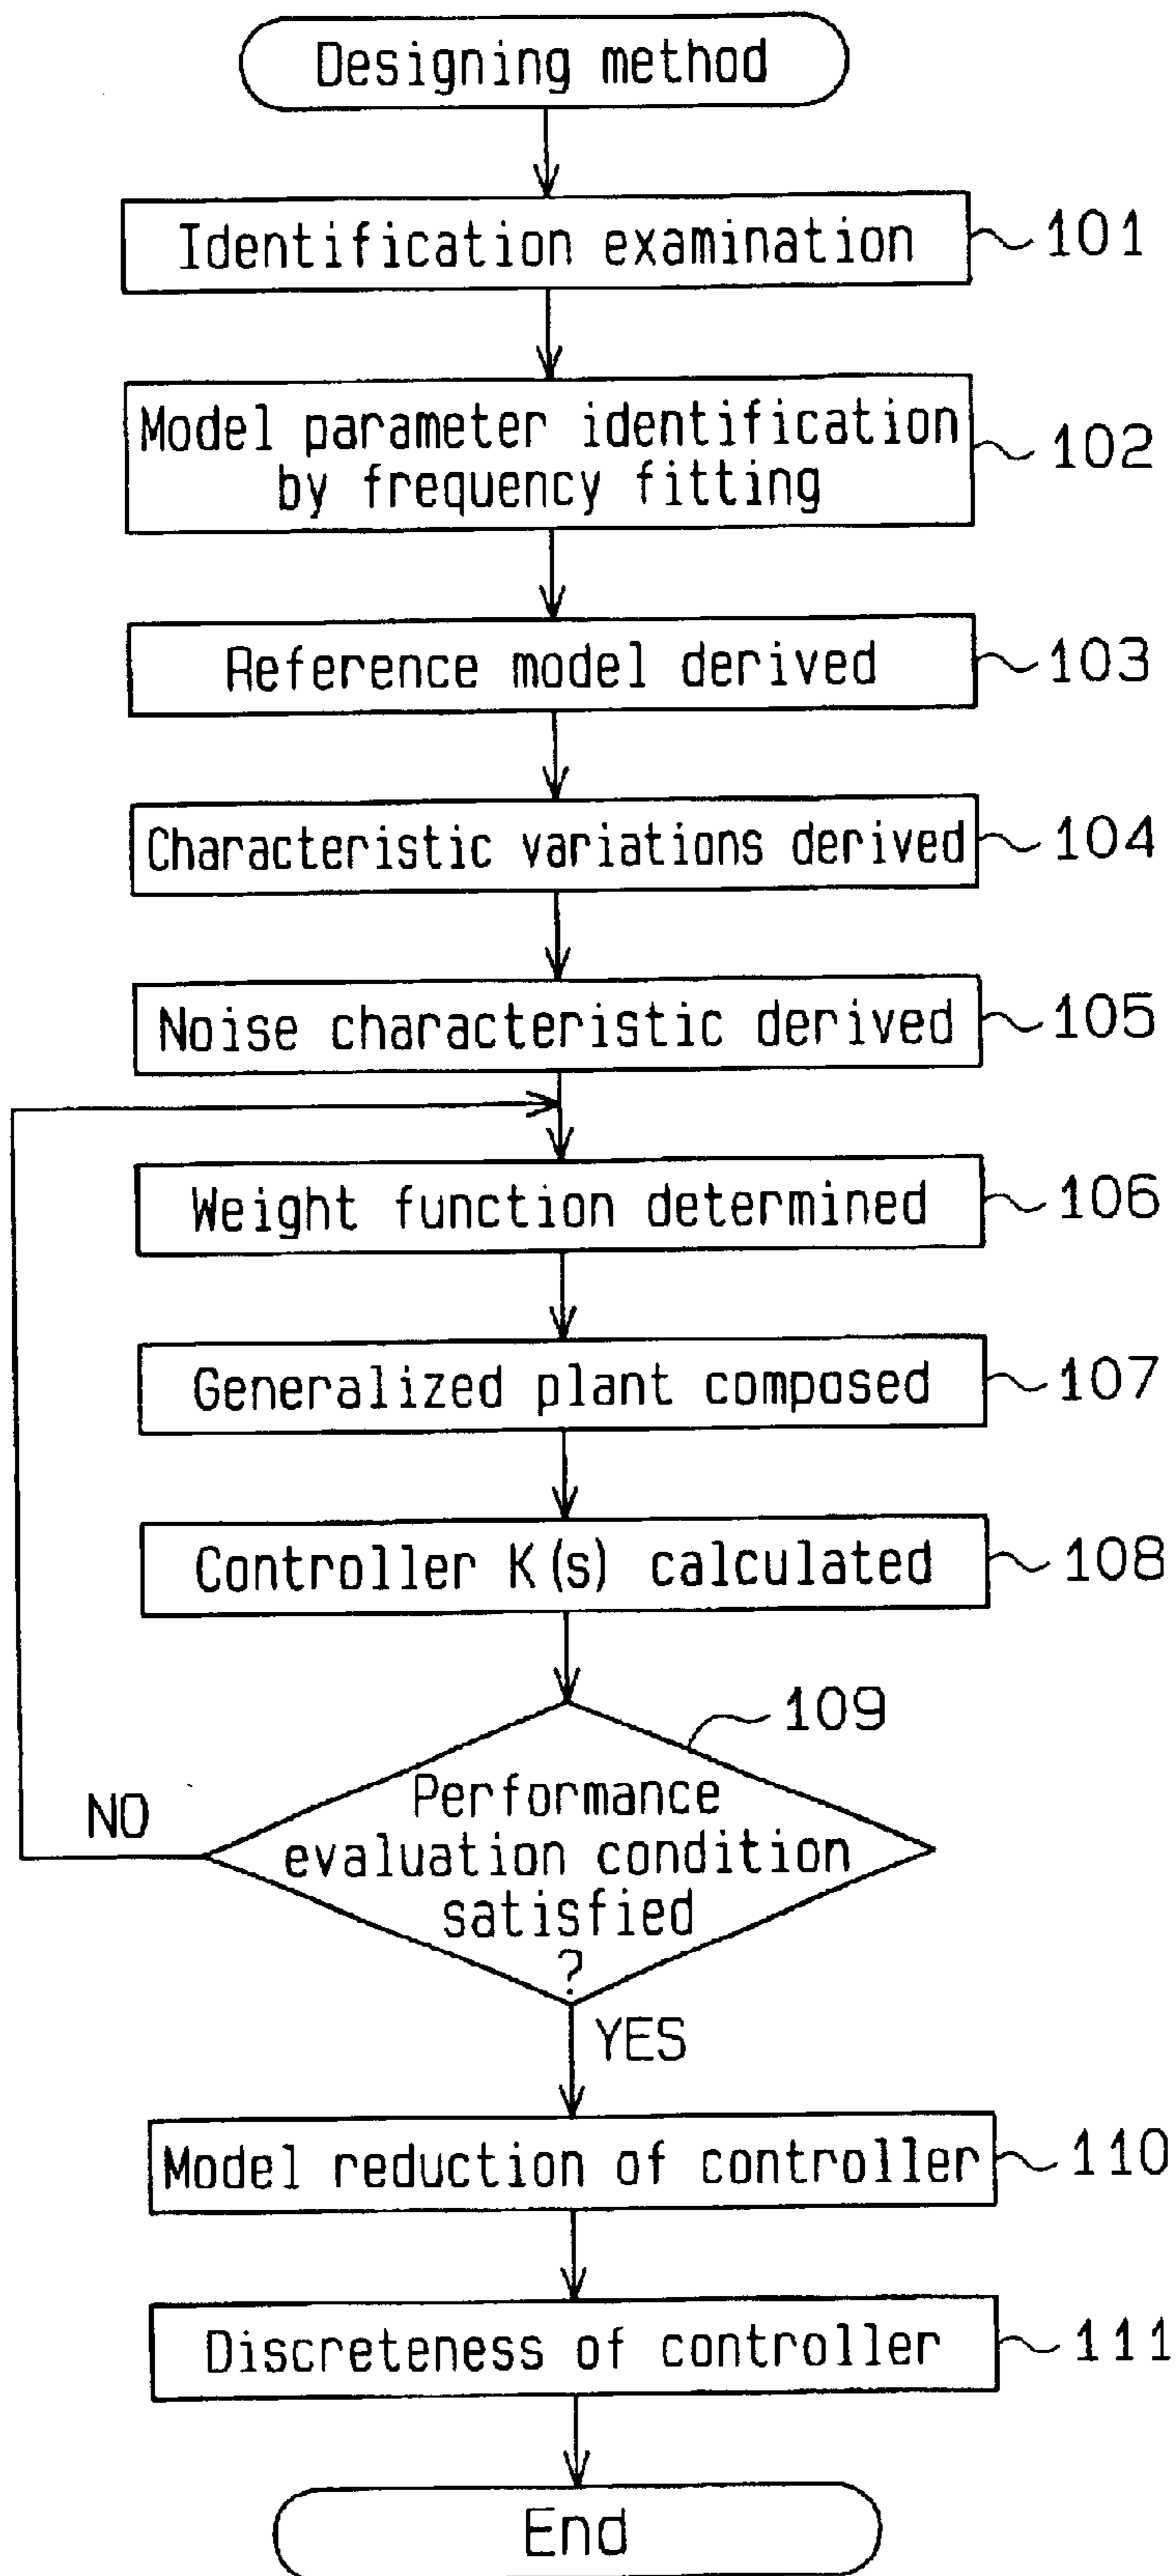 Designing method
Identification examination
101
Model parameter identification
by frequency fitting
102
Reference model derived
103
Characteristic variations derived
104
Noise characteristic derived
105
Weight function determined
106
Generalized plant composed
107
Controller K(s) calculated
108
109
Performance
evaluation condition
satisfied
?
NO
YES
Model reduction of controller
110
Discreteness of controller
111
End